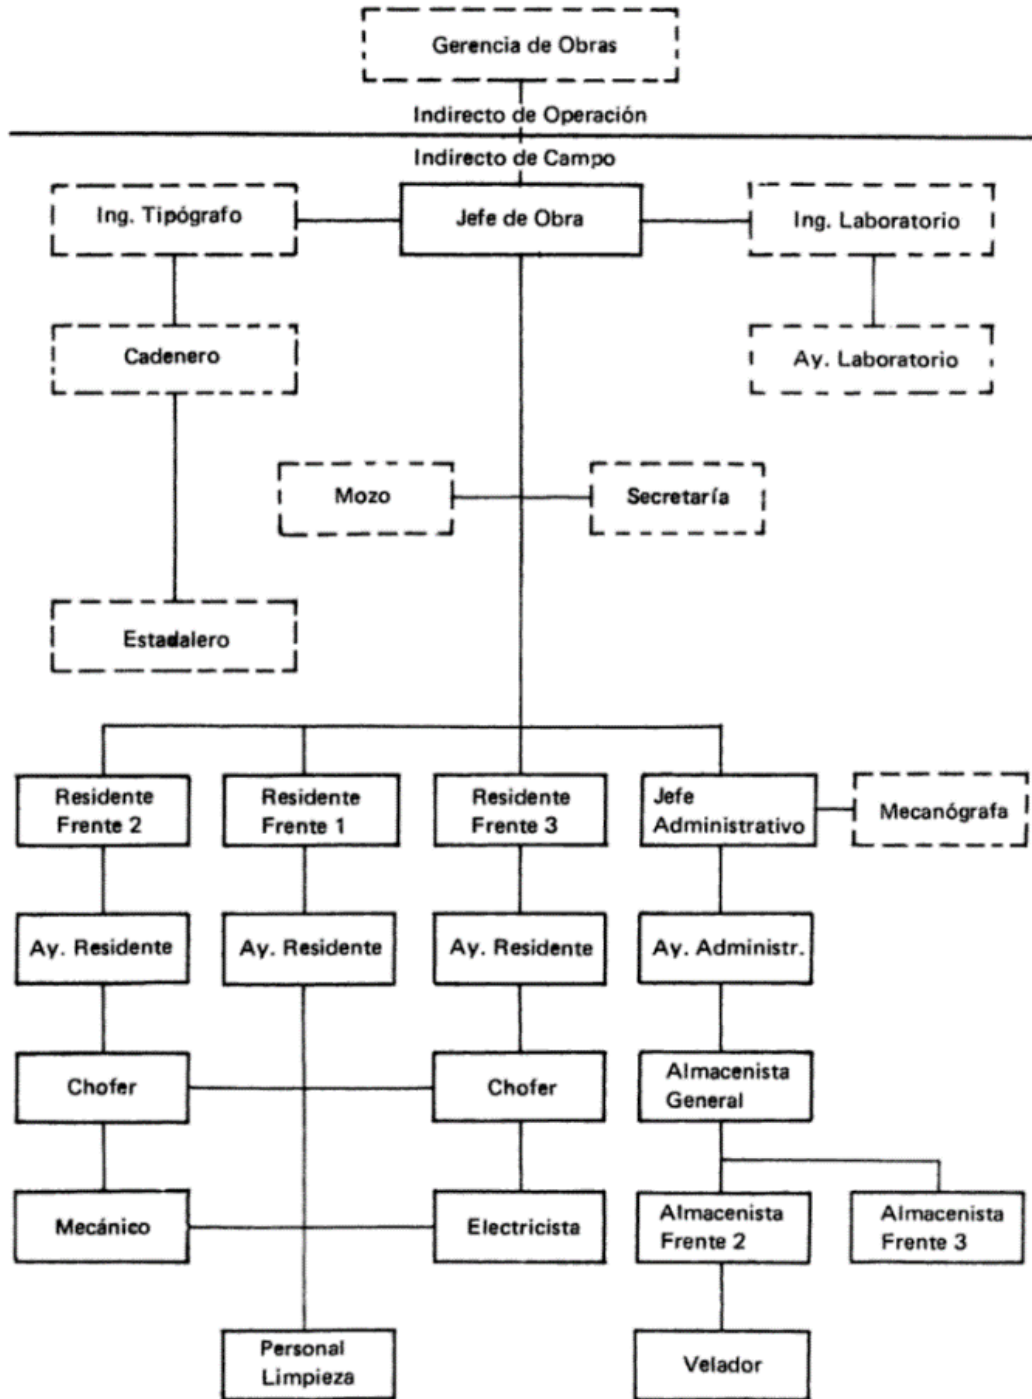 Gerencia de Obras
Indirecto de Operación
Indirecto de Campo
Ing. Tipógrafo
Jefe de Obra
Ing. Laboratorio
Cadenero
Ay. Laboratorio
Mozo
Secretaría
Estadalero
Residente
Frente 2
Residente
Frente 1
Residente
Frente 3
Jefe
Administrativo
Mecanógrafa
Ay. Residente
Ay. Residente
Ay. Residente
Ay. Administr.
Chofer
Chofer
Almacenista
General
Mecánico
Electricista
Almacenista
Frente 2
Almacenista
Frente 3
Personal
Limpieza
Velador